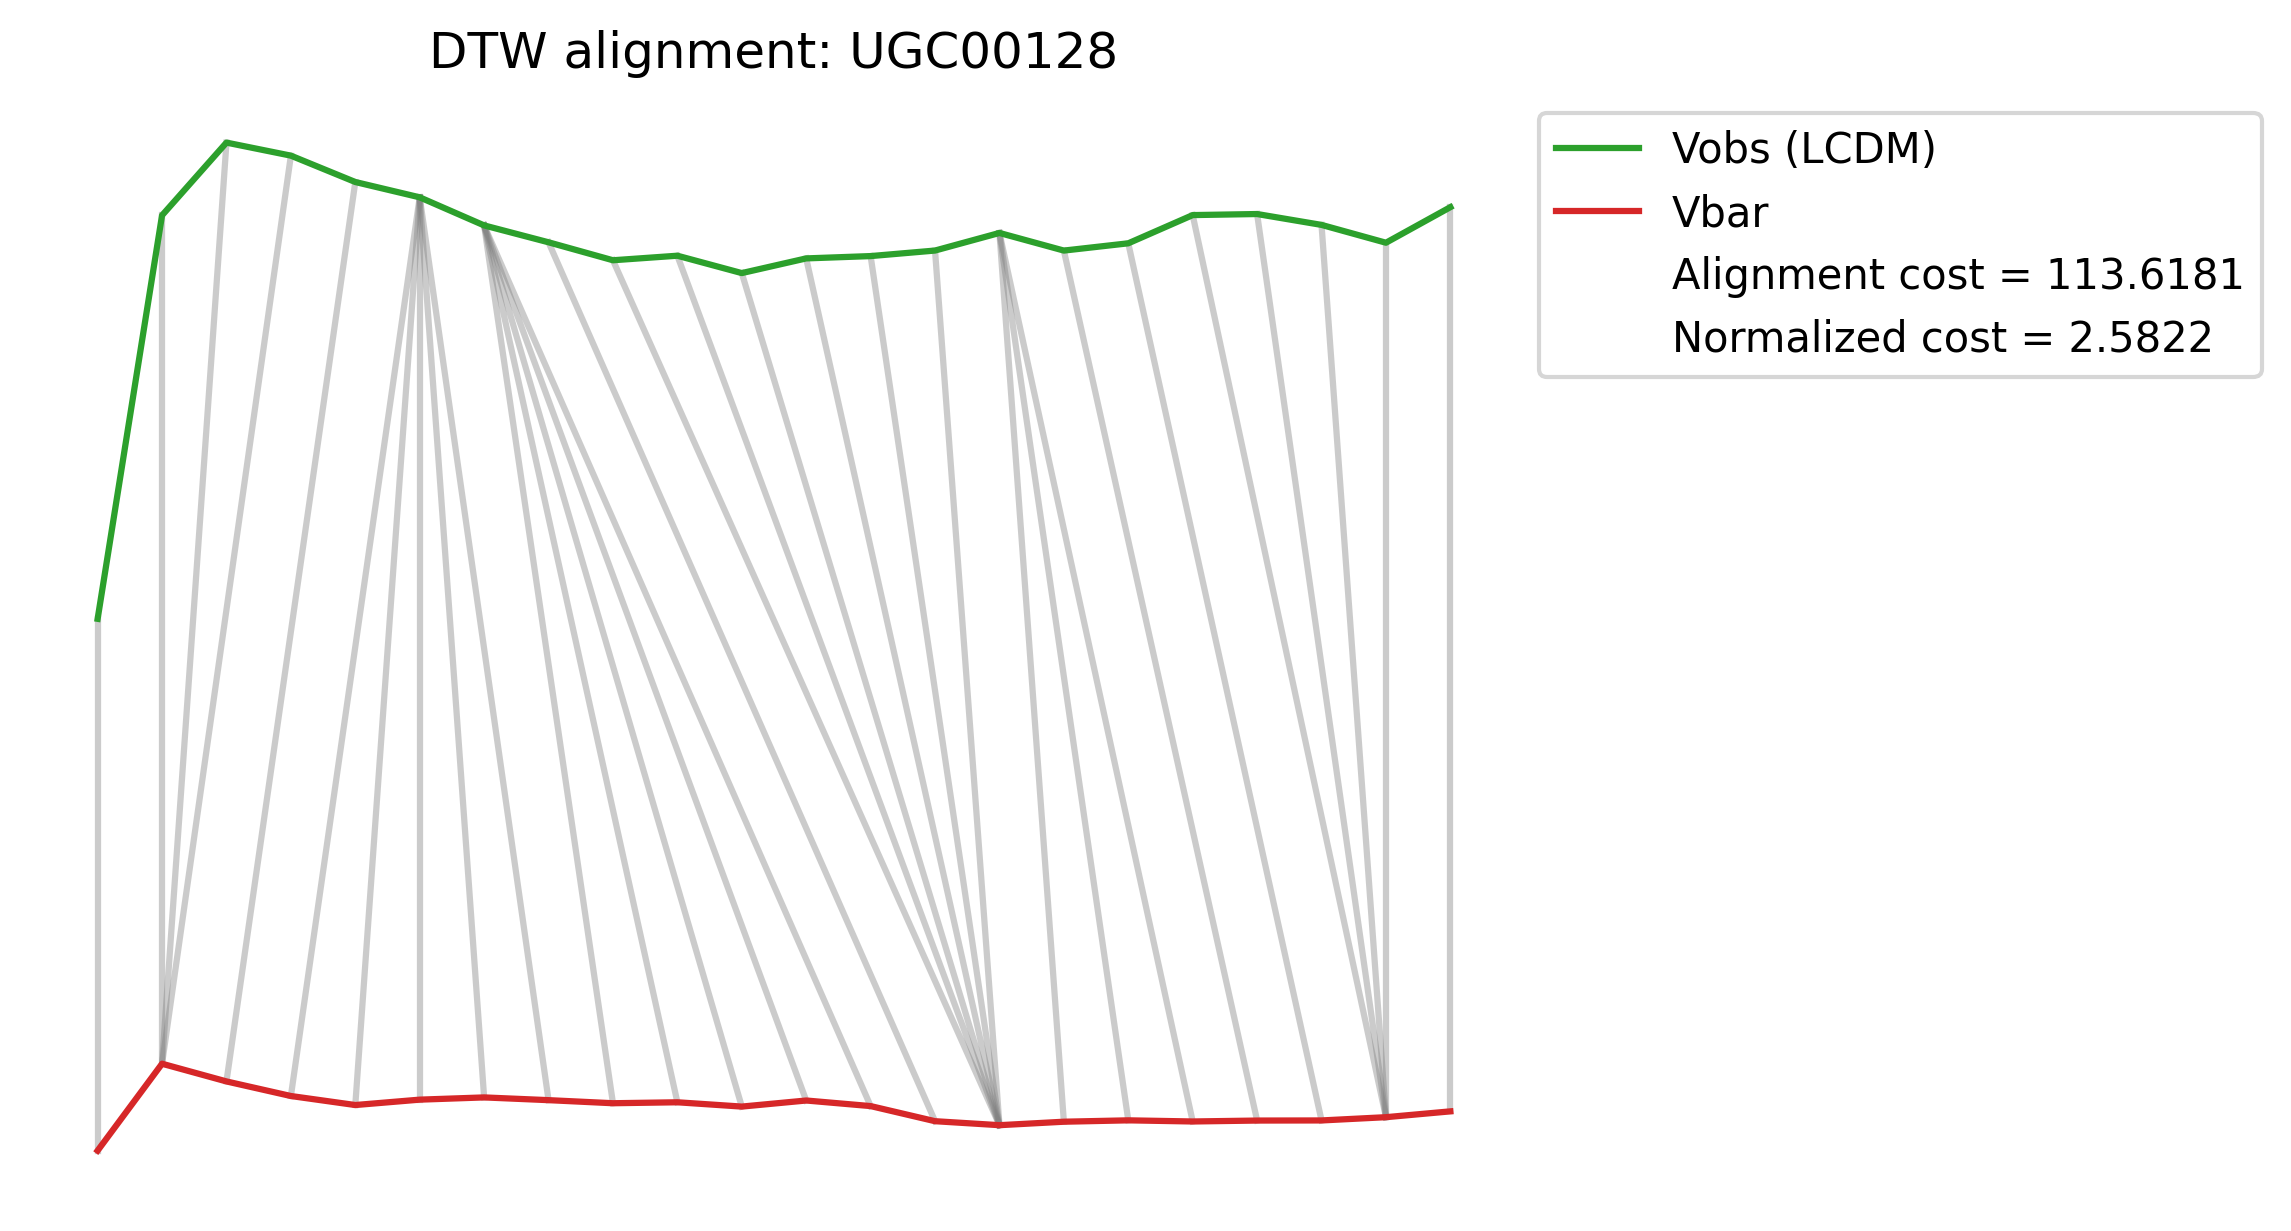 DTW alignment: UGC00128
Vobs (LCDM)
Vbar
Alignment cost = 113.6181
Normalized cost = 2.5822